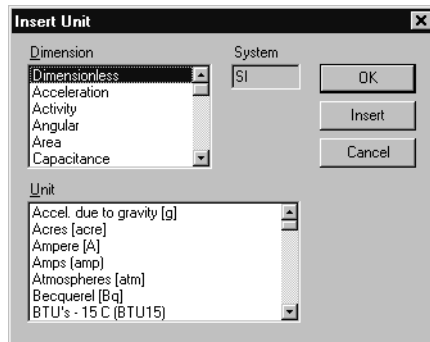 Insert Unit
Dimension
System
Dimensionless
Acceleration
Activity
Angular
Area
Capacitance
SI
OK
Insert
Cancel
Unit
Accel. due to gravity [g]
Acres [acre]
Ampere [A]
Amps (amp)
Atmospheres [atm]
Becquerel [Bq]
BTU's - 15 C (BTU15)